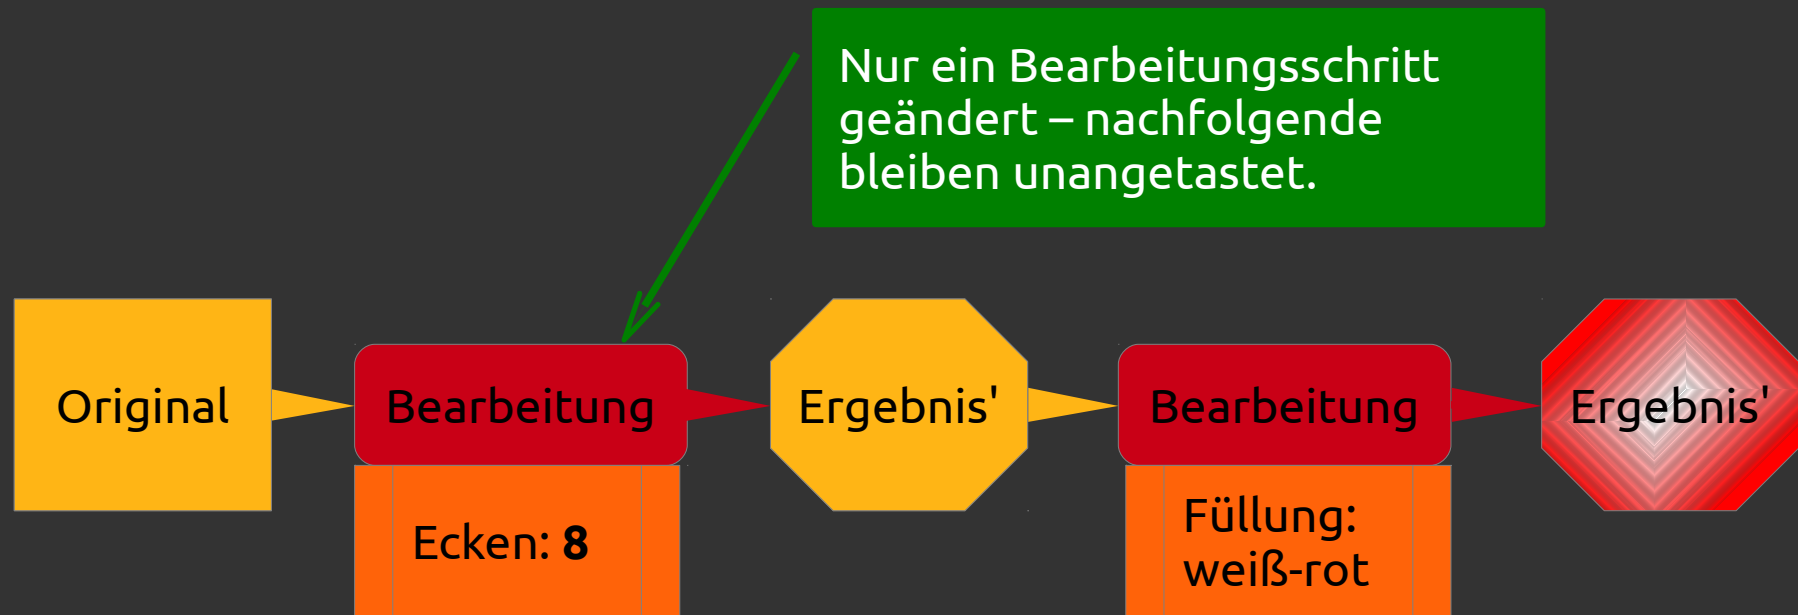 Nur ein Bearbeitungsschritt
geändert – nachfolgende
bleiben unangetastet.
Original
Bearbeitung
Ergebnis'
Bearbeitung
Ergebnis'
Ecken: 8
Füllung:
weiß-rot